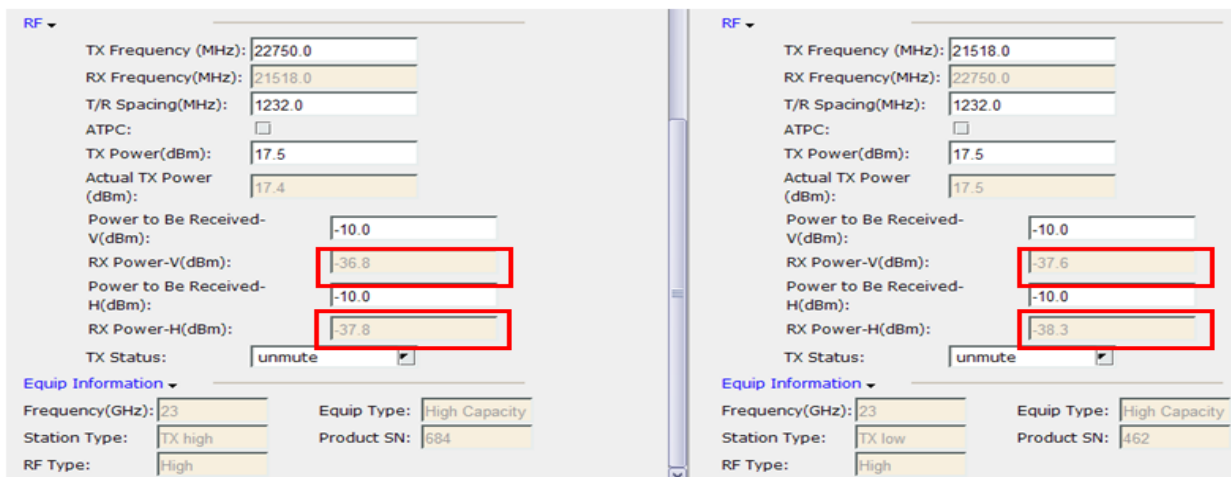 RF
TX Frequency (MHz): 22750.0
RX Frequency(MHz): 21518.0
T/R Spacing(MHz): 1232.0
ATPC:
TX Power(dBm): 17.5
Actual TX Power
(dBm): 17.4
Power to Be Received-
V(dBm): -10.0
RX Power-V(dBm): -36.8
Power to Be Received-
H(dBm): -10.0
RX Power-H(dBm): -37.8
TX Status: unmute
Equip Information
Frequency(GHz): 23 Equip Type: High Capacity
Station Type: TX high Product SN: 684
RF Type: High
RF
TX Frequency (MHz): 21518.0
RX Frequency(MHz): 22750.0
T/R Spacing(MHz): 1232.0
ATPC:
TX Power(dBm): 17.5
Actual TX Power
(dBm): 17.5
Power to Be Received-
V(dBm): -10.0
RX Power-V(dBm): -37.6
Power to Be Received-
H(dBm): -10.0
RX Power-H(dBm): -38.3
TX Status: unmute
Equip Information
Frequency(GHz): 23 Equip Type: High Capacity
Station Type: TX low Product SN: 462
RF Type: High